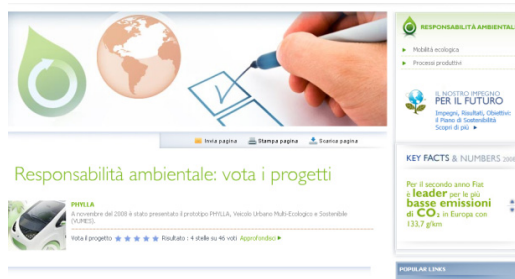 Invia pagina
Stampa pagina
Scarica pagina
Responsabilità ambientale: vota i progetti
PHYLLA
A novembre del 2008 è stato presentato il prototipo PHYLLA, Veicolo Urbano Multi-Ecologico e Sostenibile
(VUMES).
Vota il progetto
Risultato : 4 stelle su 46 voti Approfondisci
RESPONSABILITÀ AMBIENTALE
Mobilità ecologica
Processi produttivi
IL NOSTRO IMPEGNO
PER IL FUTURO
Impegni, Risultati, Obiettivi:
il Piano di Sostenibilità
Scopri di più
KEY FACTS & NUMBERS 2008
Per il secondo anno Fiat
è leader per le più
basse emissioni
di CO2 in Europa con
133,7 g/km
POPULAR LINKS